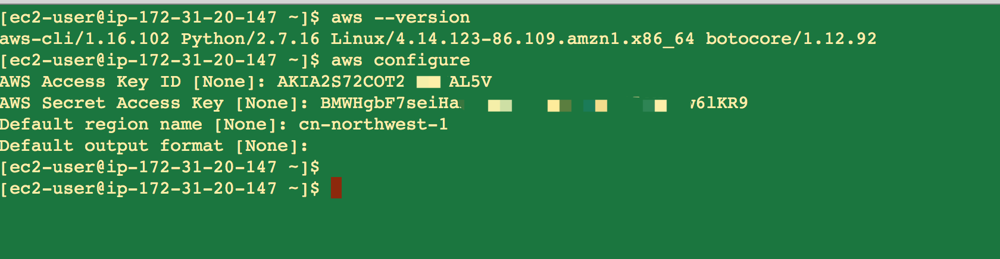 [ec2-user@ip-172-31-20-147 ~]$ aws --version
aws-cli/1.16.102 Python/2.7.16 Linux/4.14.123-86.109.amzn1.x86_64 botocore/1.12.92
[ec2-user@ip-172-31-20-147 ~]$ aws configure
AWS Access Key ID [None]: AKIA2S72COT2 AL5V
AWS Secret Access Key [None]: BMWHgbF7seiHa 6lKR9
Default region name [None]: cn-northwest-1
Default output format [None]:
[ec2-user@ip-172-31-20-147 ~]$
[ec2-user@ip-172-31-20-147 ~]$